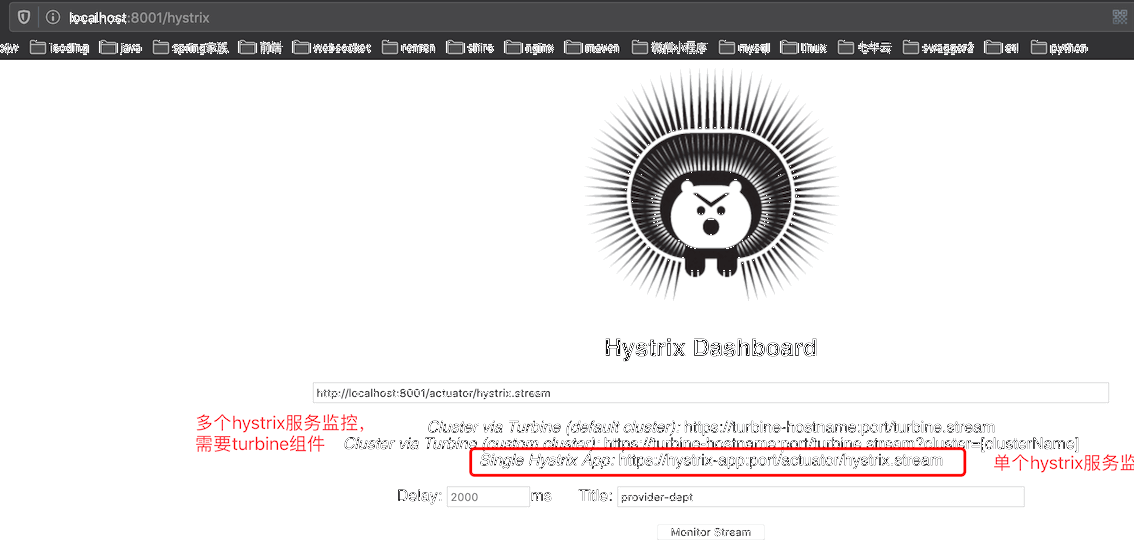 localhost:8001/hystrix
java spring家族 前端 websocket renren shiro nginx maven 微信小程序 mysql linux 七牛云 swagger2 python
Hystrix Dashboard
http://localhost:8001/actuator/hystrix.stream
多个hystrix服务监控,
需要turbine组件
Cluster via Turbine (default cluster): https://turbine-hostname:port/turbine.stream
Cluster via Turbine (custom cluster): https://turbine-hostname:port/turbine.stream?cluster=[clusterName]
Single Hystrix App: https://hystrix-app:port/actuator/hystrix.stream
单个hystrix服务监
Delay: 2000 ms Title: provider-dept
Monitor Stream